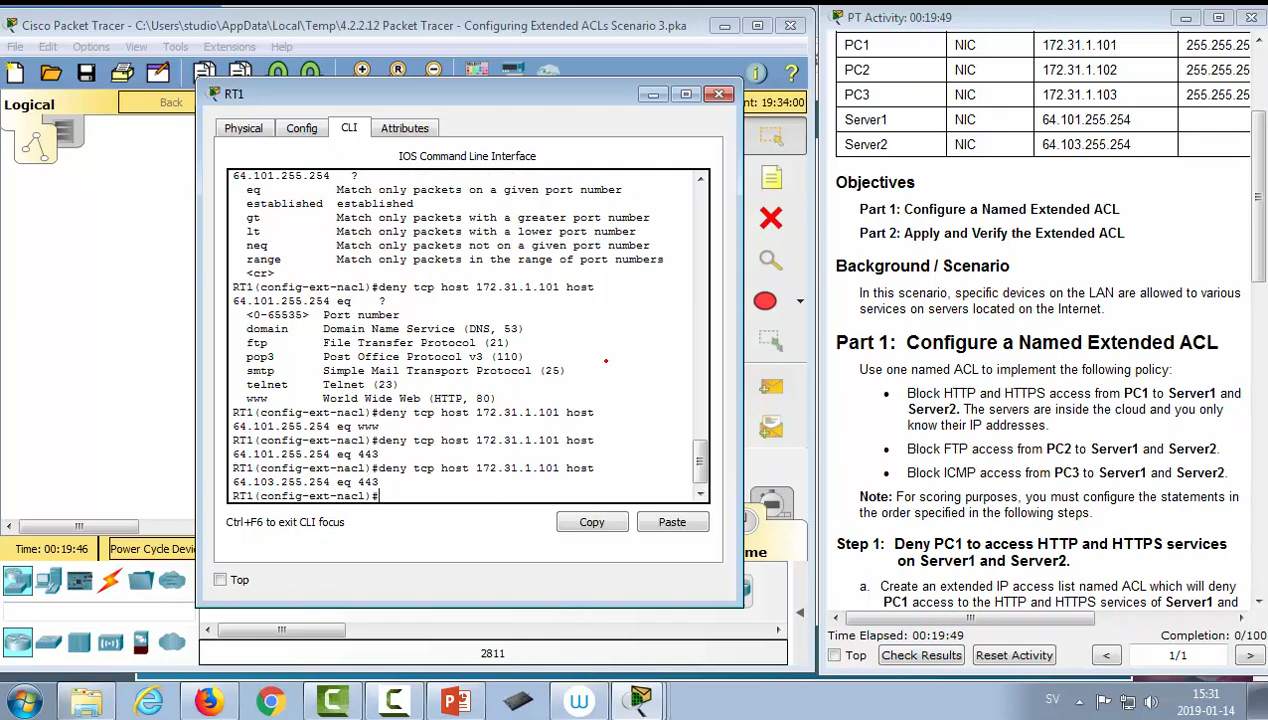 Cisco Packet Tracer - C:\Users\studio\AppData\Local\Temp\4.2.2.12 Packet Tracer - Configuring Extended ACLs Scenario 3.pka
File Edit Options View Tools Extensions Help
Logical
Back
nt: 19:34:00
RT1
Physical Config CLI Attributes
IOS Command Line Interface
64.101.255.254 ?
eq Match only packets on a given port number
established established
gt Match only packets with a greater port number
lt Match only packets with a lower port number
neq Match only packets not on a given port number
range Match only packets in the range of port numbers
<cr>
RT1(config-ext-nacl)#deny tcp host 172.31.1.101 host
64.101.255.254 eq ?
<0-65535> Port number
domain Domain Name Service (DNS, 53)
ftp File Transfer Protocol (21)
pop3 Post Office Protocol v3 (110)
smtp Simple Mail Transport Protocol (25)
telnet Telnet (23)
www World Wide Web (HTTP, 80)
RT1(config-ext-nacl)#deny tcp host 172.31.1.101 host
64.101.255.254 eq www
RT1(config-ext-nacl)#deny tcp host 172.31.1.101 host
64.101.255.254 eq 443
RT1(config-ext-nacl)#deny tcp host 172.31.1.101 host
64.103.255.254 eq 443
RT1(config-ext-nacl)#
Ctrl+F6 to exit CLI focus
Copy
Paste
Top
Time: 00:19:46
Power Cycle Devi
me
2811
PT Activity: 00:19:49
PC1 NIC 172.31.1.101 255.255.25
PC2 NIC 172.31.1.102 255.255.25
PC3 NIC 172.31.1.103 255.255.25
Server1 NIC 64.101.255.254
Server2 NIC 64.103.255.254
Objectives
Part 1: Configure a Named Extended ACL
Part 2: Apply and Verify the Extended ACL
Background / Scenario
In this scenario, specific devices on the LAN are allowed to various
services on servers located on the Internet.
Part 1: Configure a Named Extended ACL
Use one named ACL to implement the following policy:
• Block HTTP and HTTPS access from PC1 to Server1 and
Server2. The servers are inside the cloud and you only
know their IP addresses.
• Block FTP access from PC2 to Server1 and Server2.
• Block ICMP access from PC3 to Server1 and Server2.
Note: For scoring purposes, you must configure the statements in
the order specified in the following steps.
Step 1: Deny PC1 to access HTTP and HTTPS services
on Server1 and Server2.
a. Create an extended IP access list named ACL which will deny
PC1 access to the HTTP and HTTPS services of Server1 and
Time Elapsed: 00:19:49
Completion: 0/100
Top
Check Results
Reset Activity
<
1/1
>
SV
15:31
2019-01-14